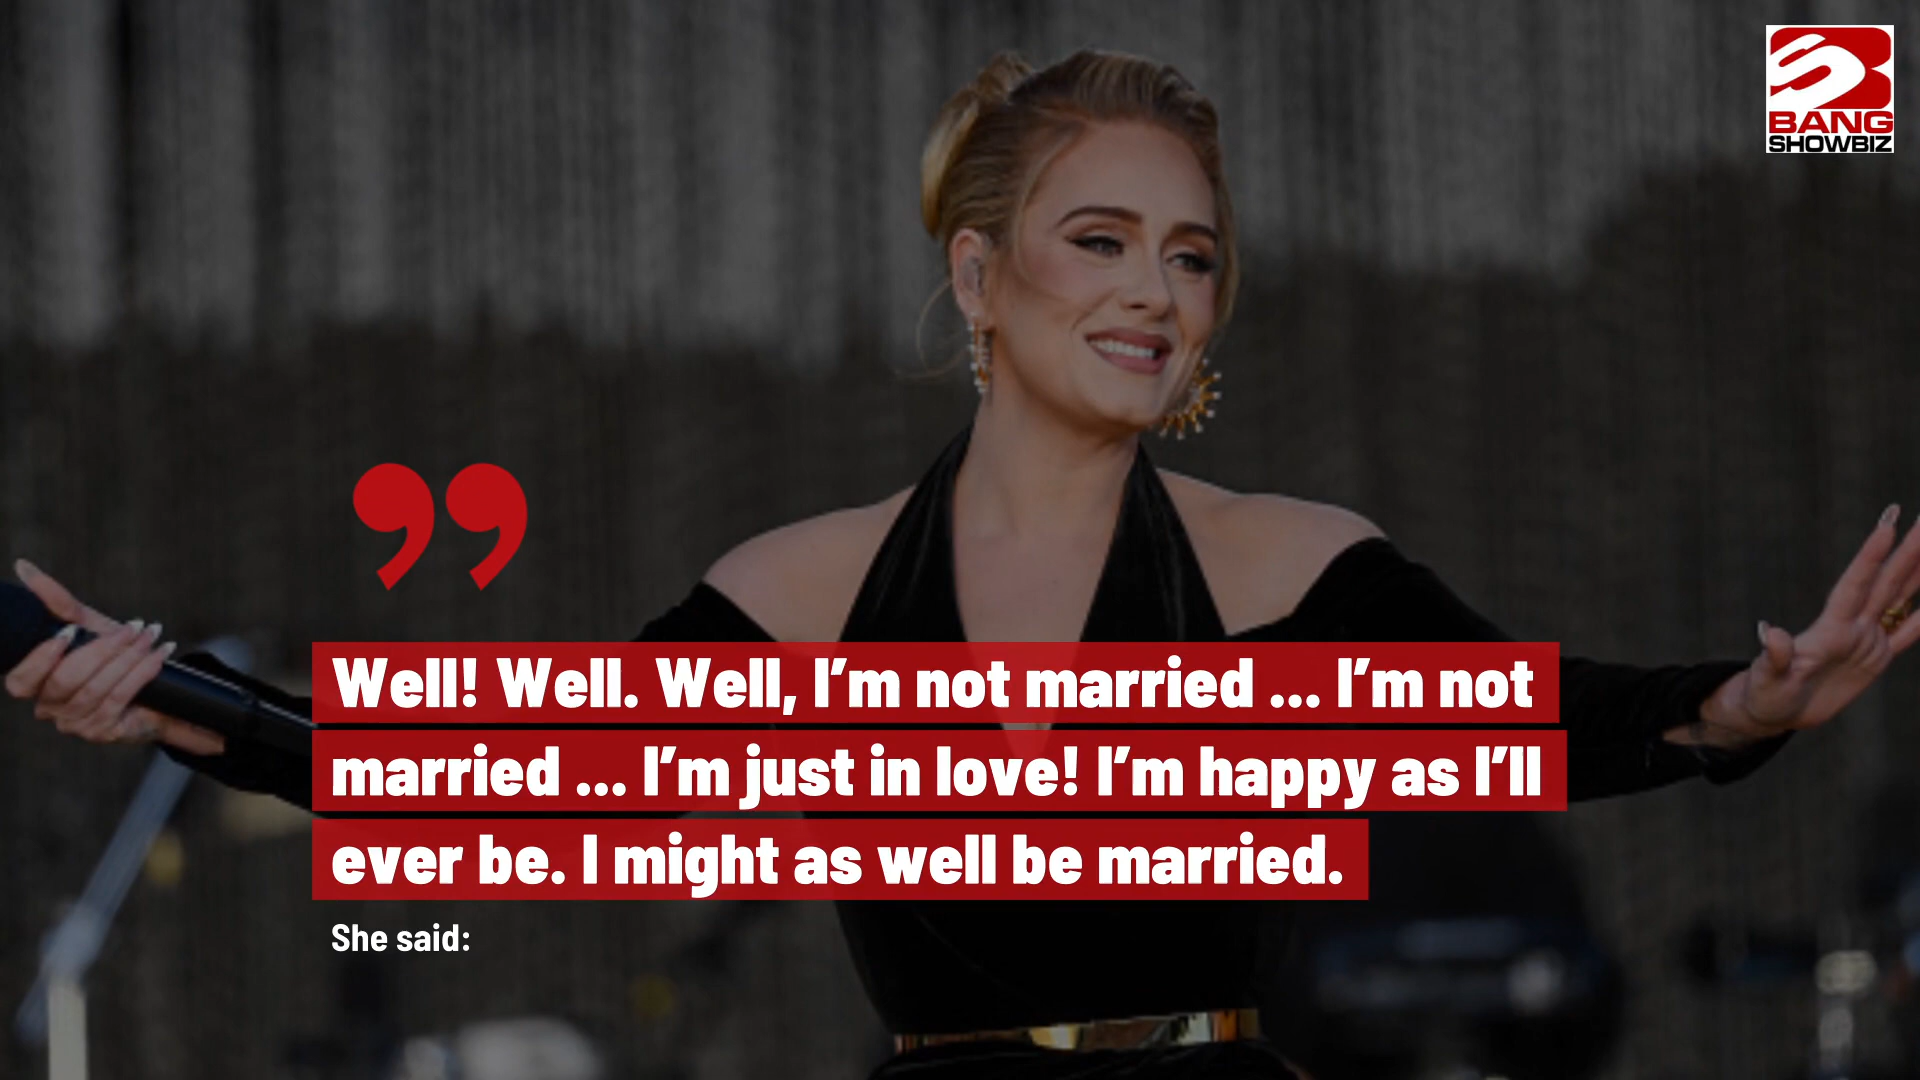 BANG
SHOWBIZ
”
Well! Well. Well, I’m not married ... I’m not
married ... I’m just in love! I’m happy as I’ll
ever be. I might as well be married.
She said: